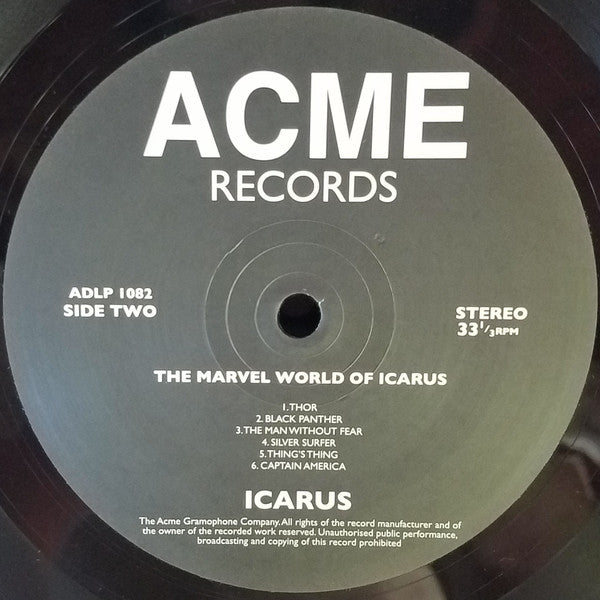 ACME
RECORDS
ADLP 1082
SIDE TWO
STEREO
33 1/3 RPM
THE MARVEL WORLD OF ICARUS
1. THOR
2. BLACK PANTHER
3. THE MAN WITHOUT FEAR
4. SILVER SURFER
5. THING'S THING
6. CAPTAIN AMERICA
ICARUS
The Acme Gramophone Company. All rights of the record manufacturer and of
the owner of the recorded work reserved. Unauthorised public performance,
broadcasting and copying of this record prohibited